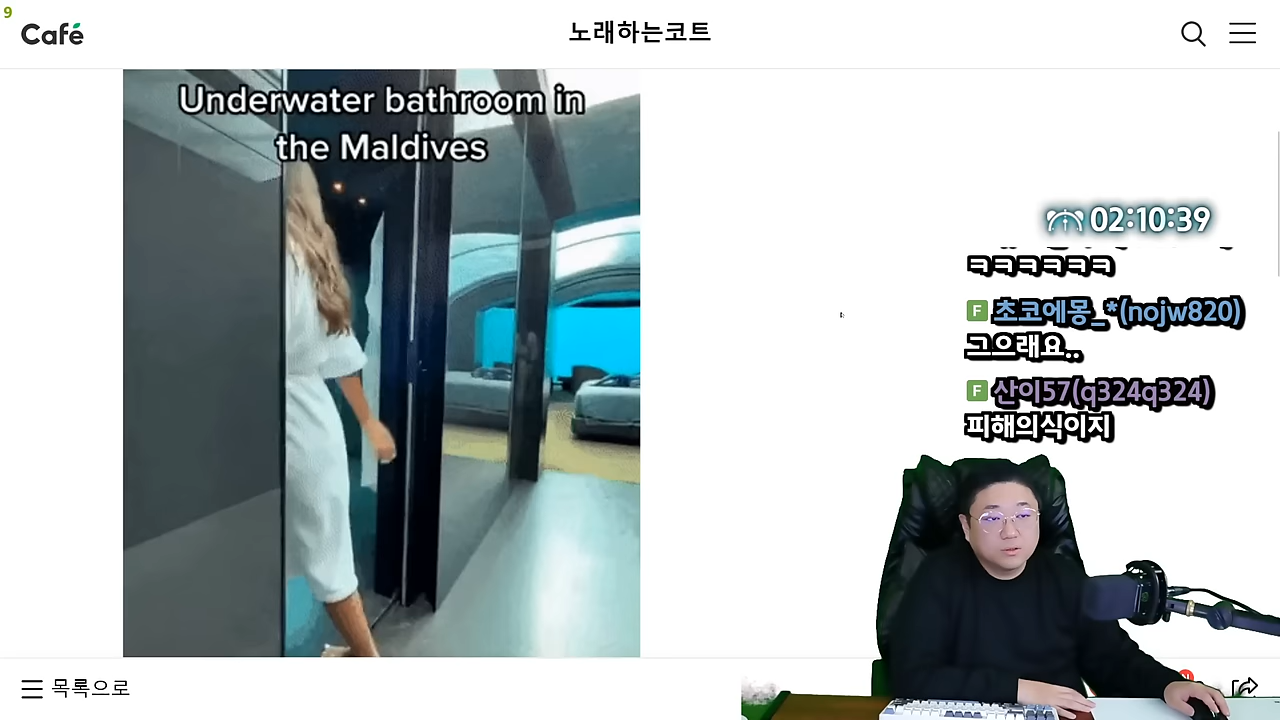 9
Café
노래하는코트
Underwater bathroom in
the Maldives
02:10:39
ㅋㅋㅋㅋㅋㅋ
F 초코에몽_*(nojw820)
그으래요..
F 산이57(q324q324)
피해의식이지
목록으로
N